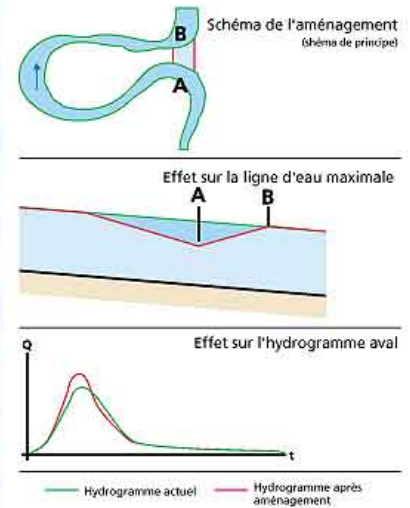 Schéma de l'aménagement
(shéma de principe)
B
A
Effet sur la ligne d'eau maximale
A
B
Effet sur l'hydrogramme aval
Q
t
Hydrogramme actuel
Hydrogramme après
aménagement